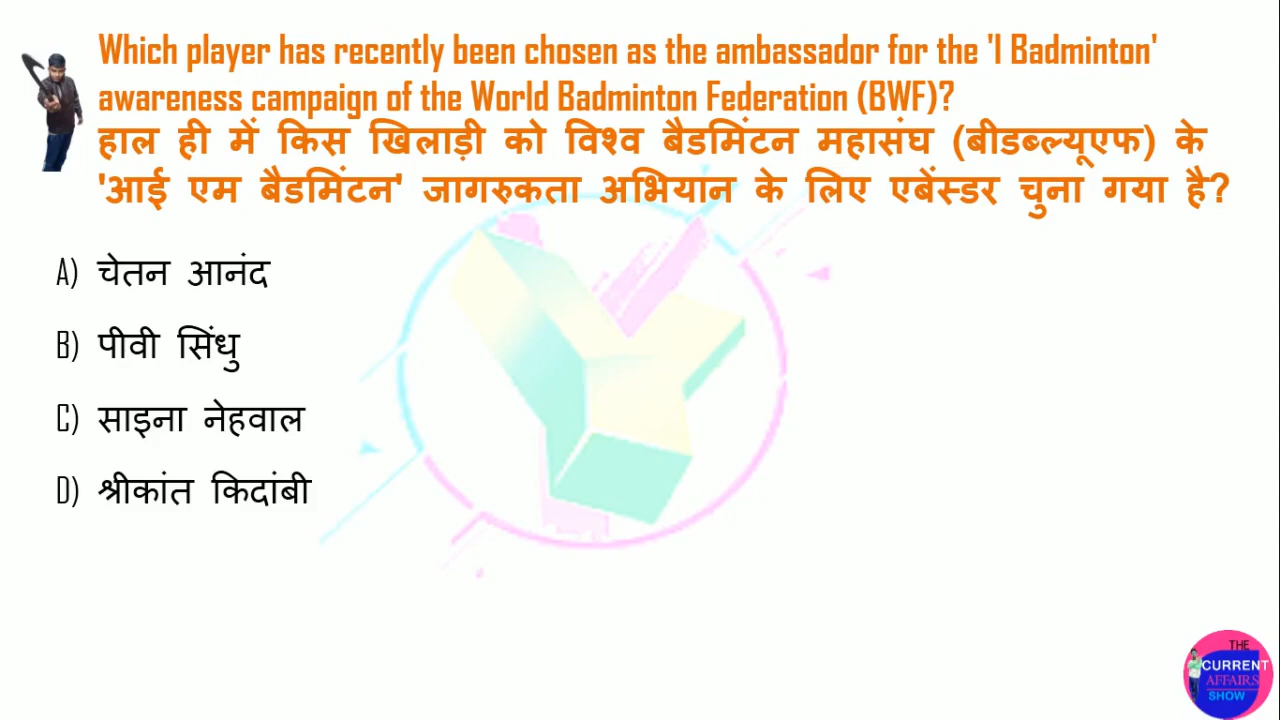 Which player has recently been chosen as the ambassador for the 'I Badminton'
awareness campaign of the World Badminton Federation (BWF)?
हाल ही में किस खिलाड़ी को विश्व बैडमिंटन महासंघ (बीडब्ल्यूएफ) के
'आई एम बैडमिंटन' जागरुकता अभियान के लिए एबेंस्डर चुना गया है?
A) चेतन आनंद
B) पीवी सिंधु
C) साइना नेहवाल
D) श्रीकांत किदांबी
THE
CURRENT
AFFAIRS
SHOW